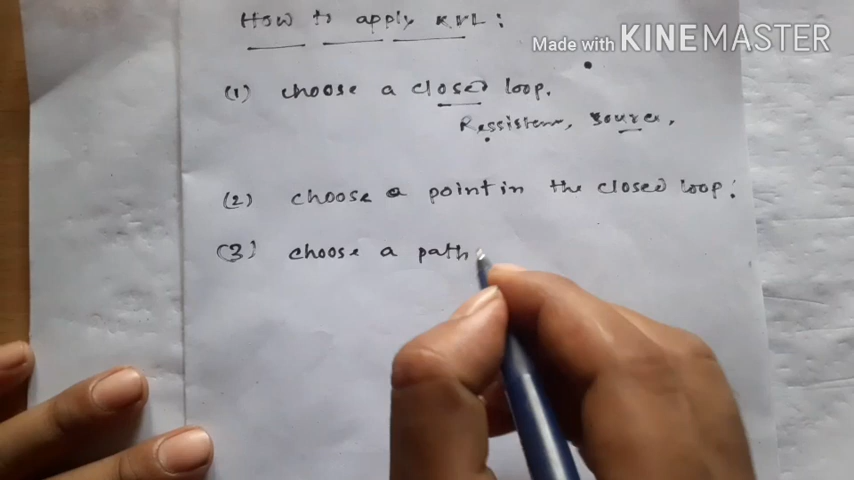 How to apply KVL:
Made with KINEMASTER
(1) choose a closed loop.
Ressistem, source,
(2) choose a point in the closed loop:
(3) choose a path